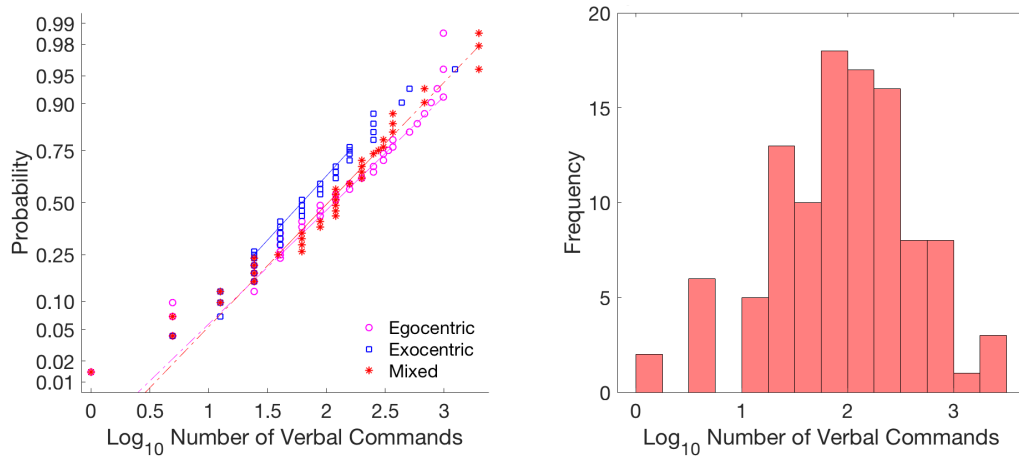 0.99
0.98
0.95
0.90
0.75
0.50
0.25
0.10
0.05
0.02
0.01
Probability
0 0.5 1 1.5 2 2.5 3
Log10 Number of Verbal Commands
Egocentric
Exocentric
Mixed
20
15
10
5
0
Frequency
0 1 2 3
Log10 Number of Verbal Commands